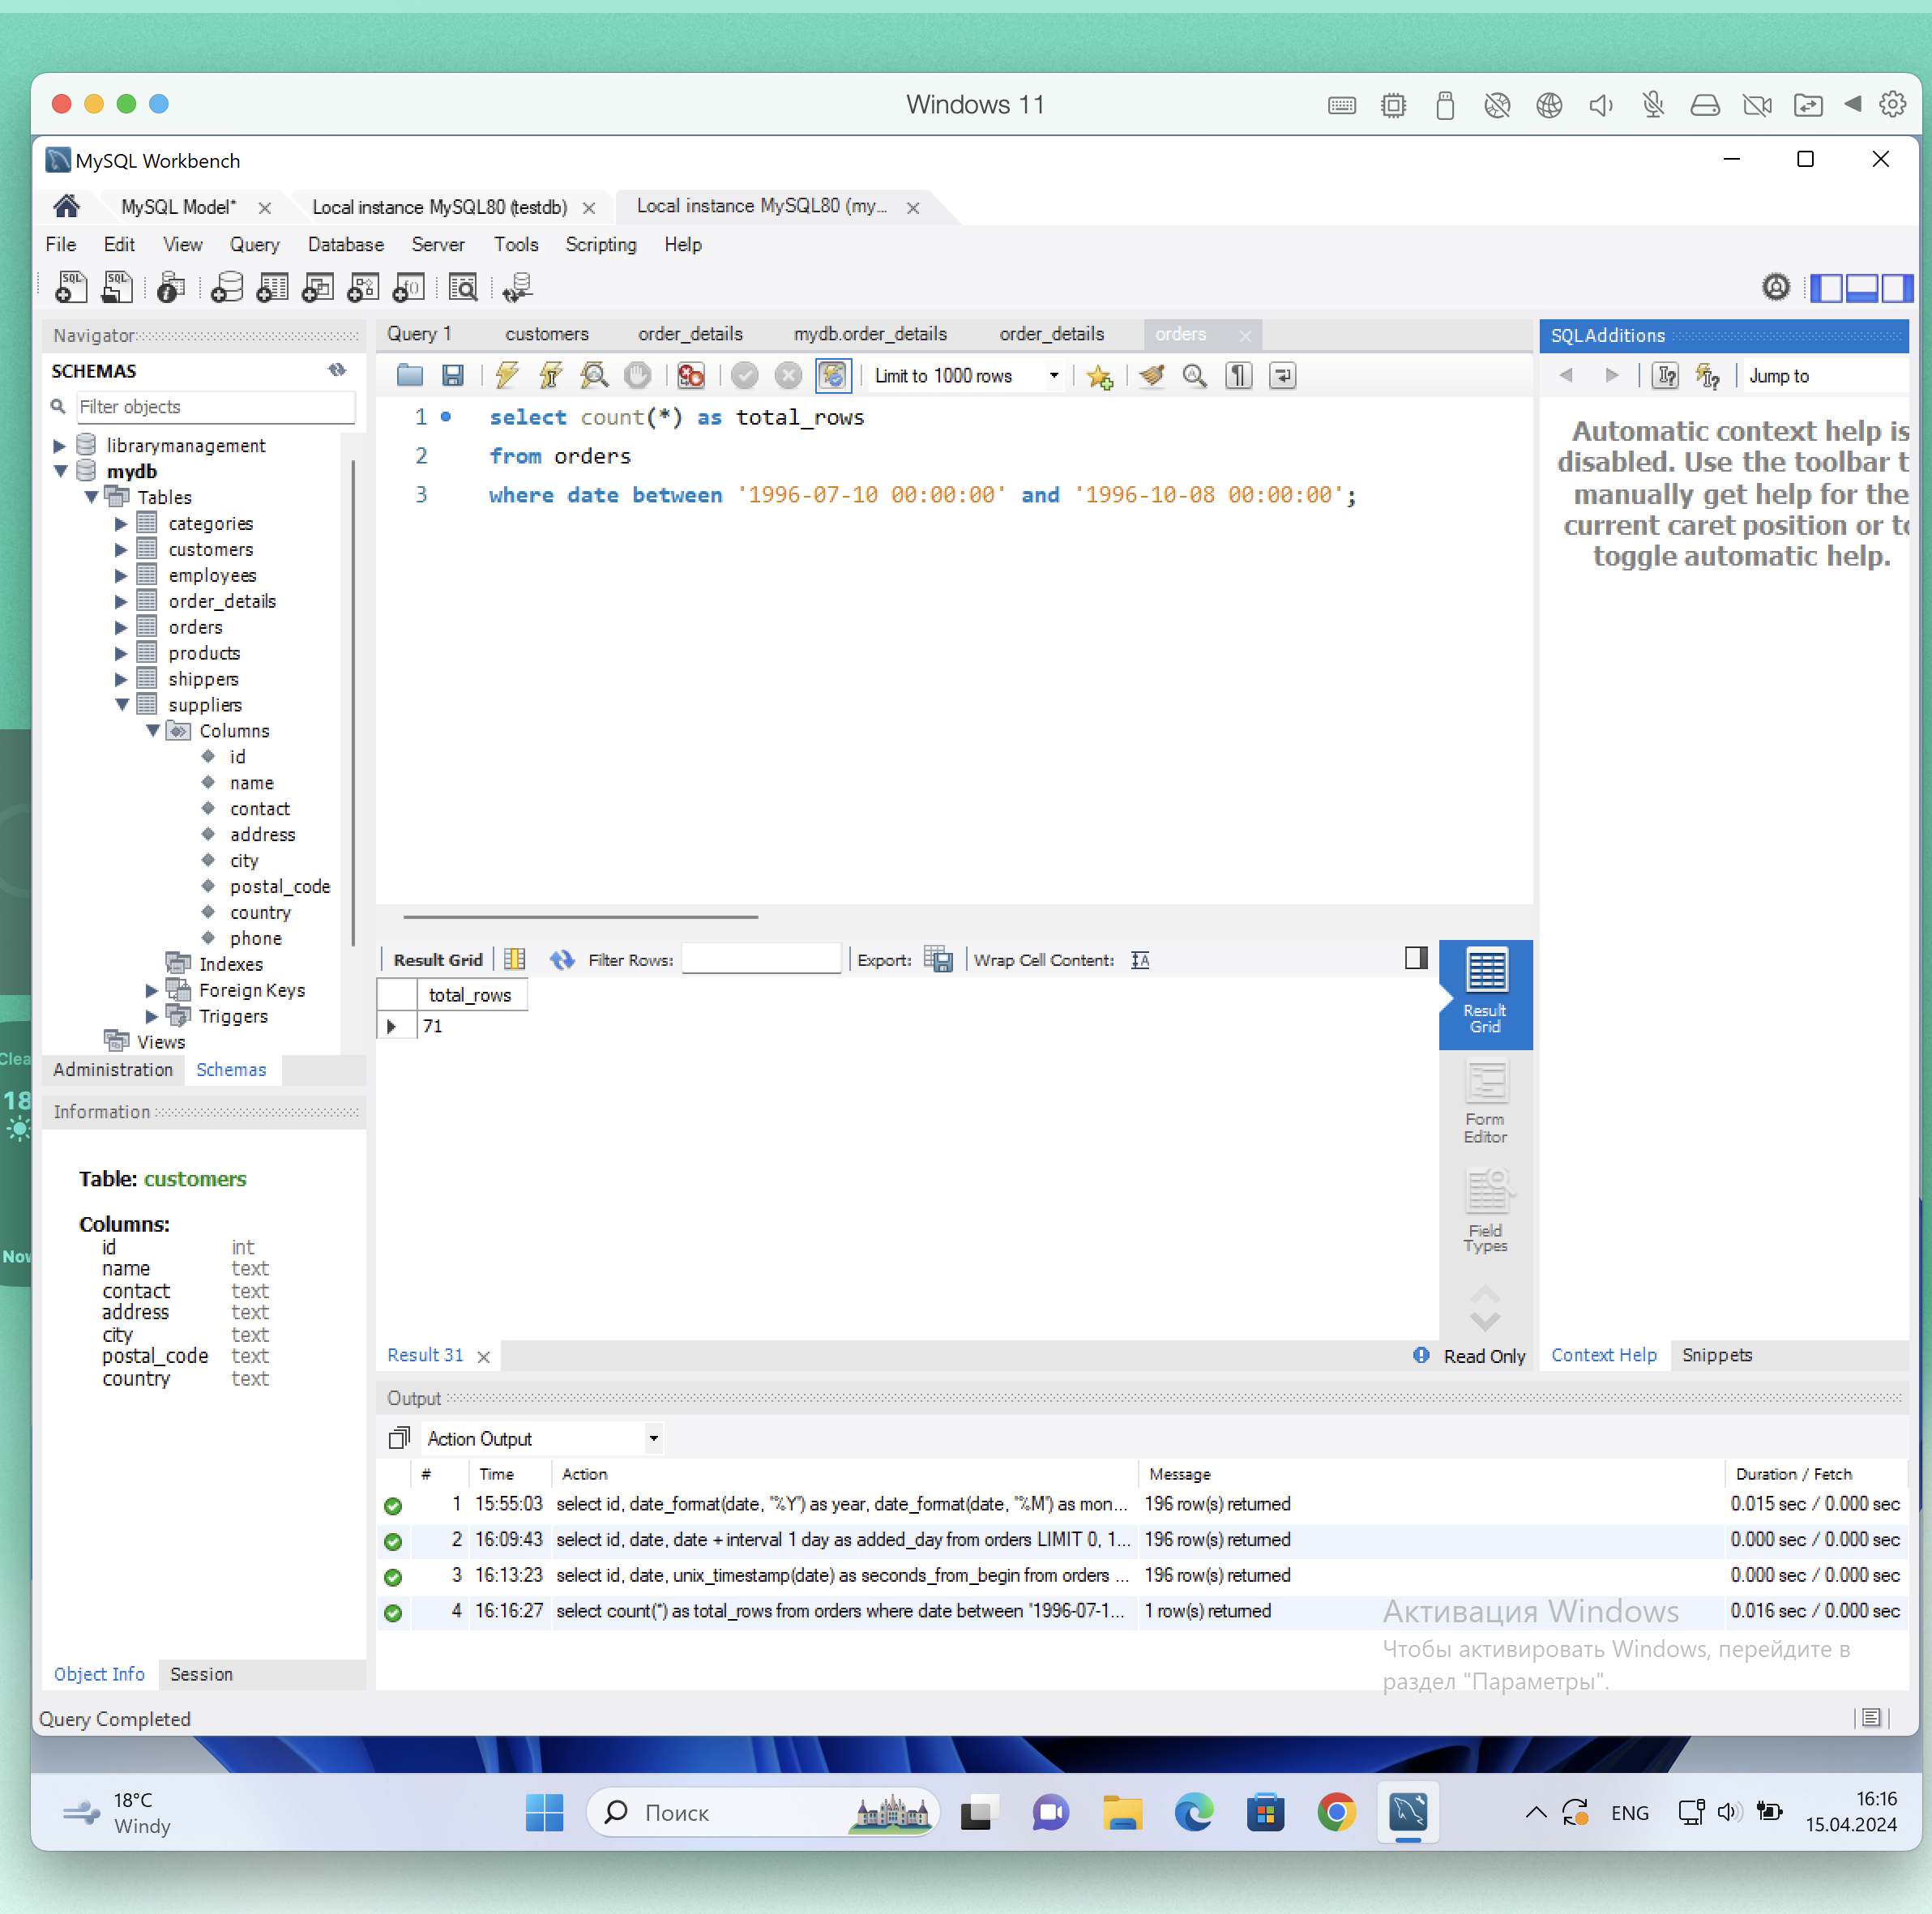 Windows 11
MySQL Workbench
MySQL Model*
Local instance MySQL80 (testdb)
Local instance MySQL80 (my...
File Edit View Query Database Server Tools Scripting Help
Navigator
SCHEMAS
Filter objects
librarymanagement
mydb
Tables
categories
customers
employees
order_details
orders
products
shippers
suppliers
Columns
id
name
contact
address
city
postal_code
country
phone
Indexes
Foreign Keys
Triggers
Views
Administration Schemas
Information
Table: customers
Columns:
id int
name text
contact text
address text
city text
postal_code text
country text
Object Info Session
Query Completed
Query 1 customers order_details mydb.order_details order_details orders
Limit to 1000 rows
1 select count(*) as total_rows
2 from orders
3 where date between '1996-07-10 00:00:00' and '1996-10-08 00:00:00';
Result Grid Filter Rows: Export: Wrap Cell Content:
total_rows
71
Result Grid
Form Editor
Field Types
Result 31
Read Only
SQLAdditions
Jump to
Automatic context help is
disabled. Use the toolbar t
manually get help for the
current caret position or to
toggle automatic help.
Context Help Snippets
Output
Action Output
# Time Action Message Duration / Fetch
1 15:55:03 select id, date_format(date, "%Y") as year, date_format(date, "%M") as mon... 196 row(s) returned 0.015 sec / 0.000 sec
2 16:09:43 select id, date, date + interval 1 day as added_day from orders LIMIT 0, 1... 196 row(s) returned 0.000 sec / 0.000 sec
3 16:13:23 select id, date, unix_timestamp(date) as seconds_from_begin from orders ... 196 row(s) returned 0.000 sec / 0.000 sec
4 16:16:27 select count(*) as total_rows from orders where date between '1996-07-1... 1 row(s) returned 0.016 sec / 0.000 sec
Активация Windows
Чтобы активировать Windows, перейдите в
раздел "Параметры".
Clea
18
Now
18°C
Windy
Поиск
ENG
16:16
15.04.2024